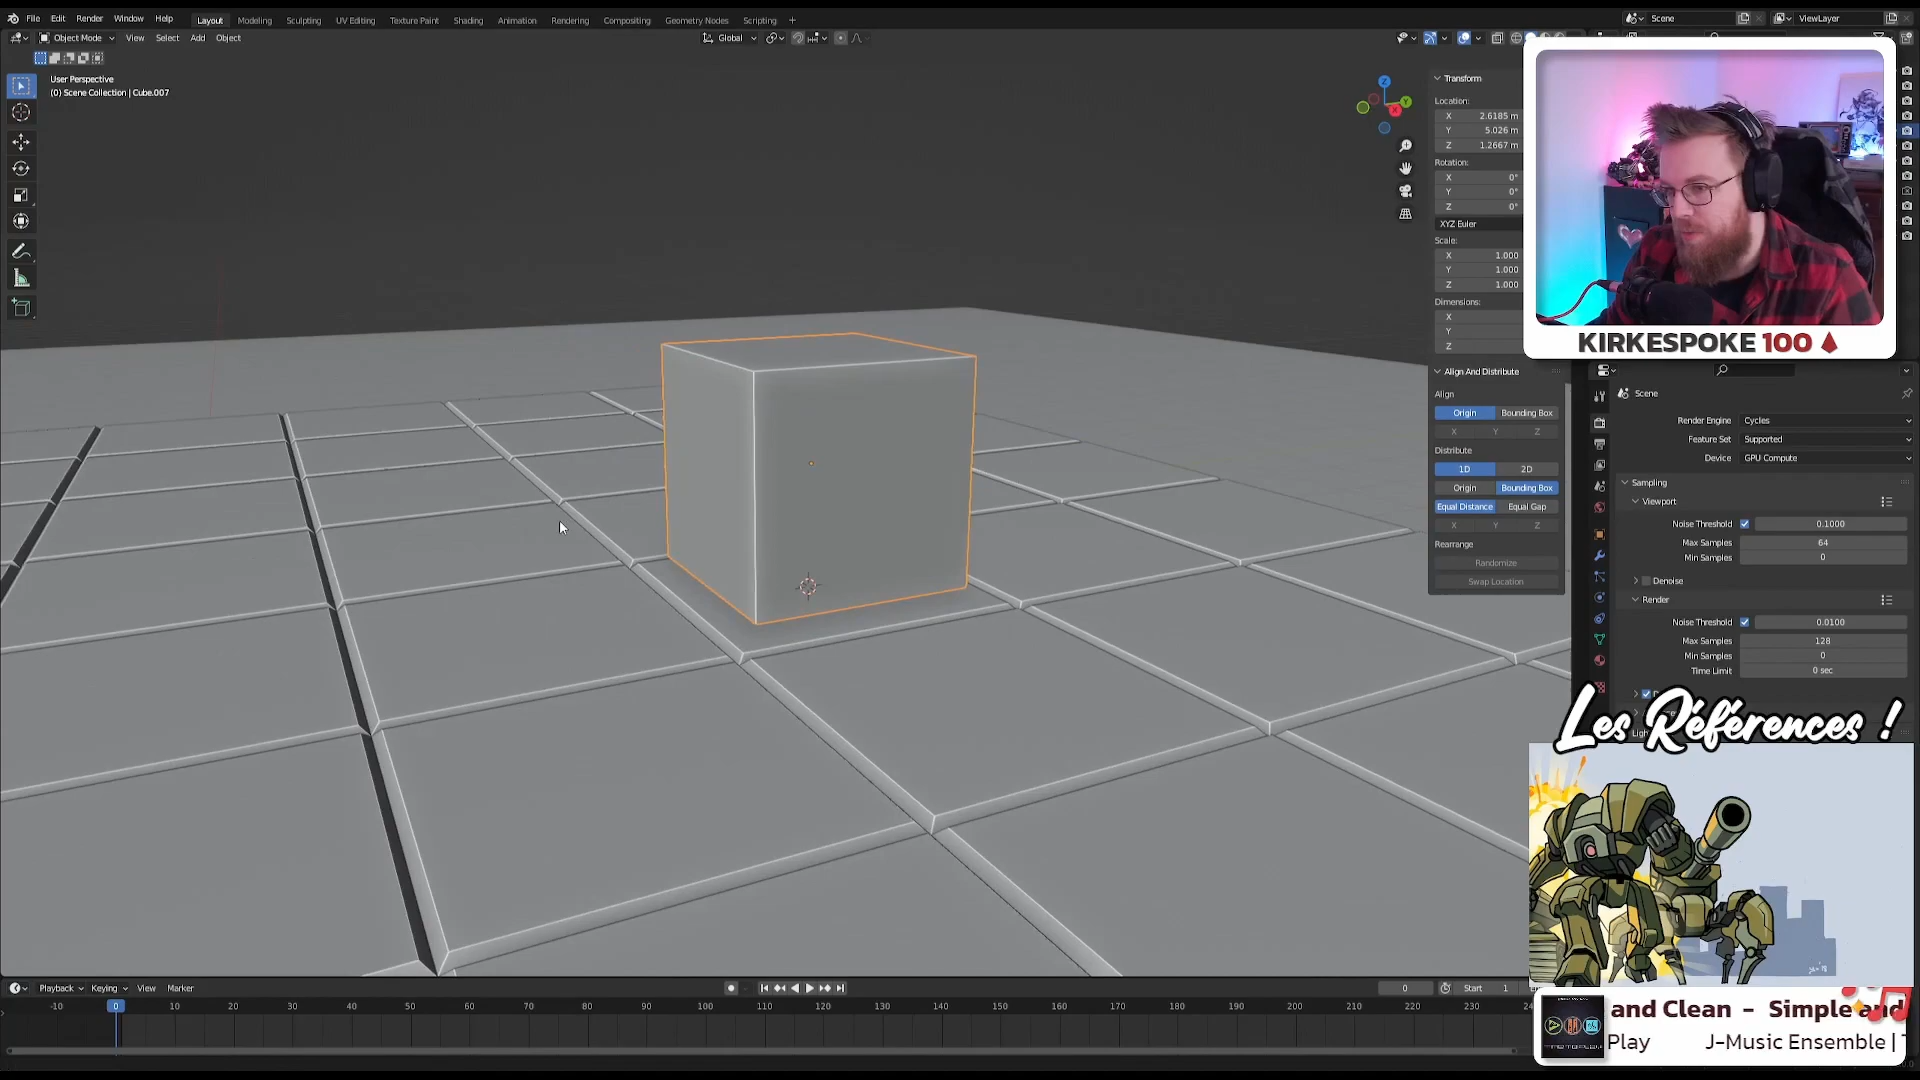 File Edit Render Window Help Layout Modeling Sculpting UV Editing Texture Paint Shading Animation Rendering Compositing Geometry Nodes Scripting + Scene ViewLayer
Object Mode View Select Add Object Global
User Perspective
(0) Scene Collection | Cube.007
Z
Y
X
Transform
Location:
X 2.6185 m
Y 5.026 m
Z 1.2667 m
Rotation:
X 0°
Y 0°
Z 0°
XYZ Euler
Scale:
X 1.000
Y 1.000
Z 1.000
Dimensions:
X
Y
Z
Align And Distribute
Align
Origin Bounding Box
X Y Z
Distribute
1D 2D
Origin Bounding Box
Equal Distance Equal Gap
X Y Z
Rearrange
Randomize
Swap Location
KIRKESPOKE 100
Scene
Render Engine Cycles
Feature Set Supported
Device GPU Compute
Sampling
Viewport
Noise Threshold 0.1000
Max Samples 64
Min Samples 0
Denoise
Render
Noise Threshold 0.0100
Max Samples 128
Min Samples 0
Time Limit 0 sec
Les Références !
Playback Keying View Marker 0 Start 1
-10 0 10 20 30 40 50 60 70 80 90 100 110 120 130 140 150 160 170 180 190 200 210 220 230
and Clean - Simple and
Play J-Music Ensemble |